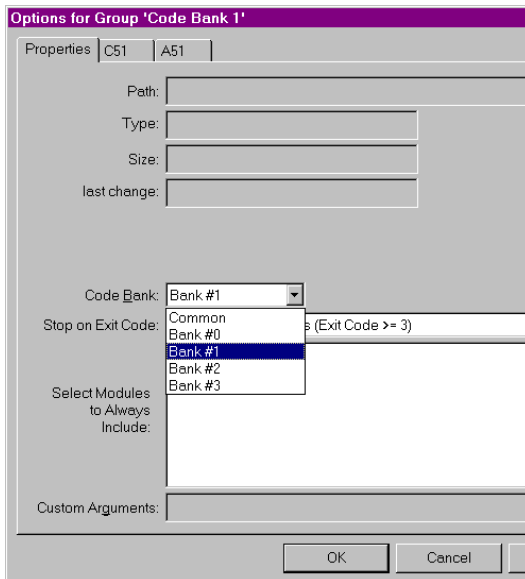 Options for Group 'Code Bank 1'
Properties C51 A51
Path:
Type:
Size:
last change:
Code Bank: Bank #1
Common
Stop on Exit Code: s (Exit Code >= 3)
Bank #0
Bank #1
Bank #2
Bank #3
Select Modules
to Always
Include:
Custom Arguments:
OK Cancel